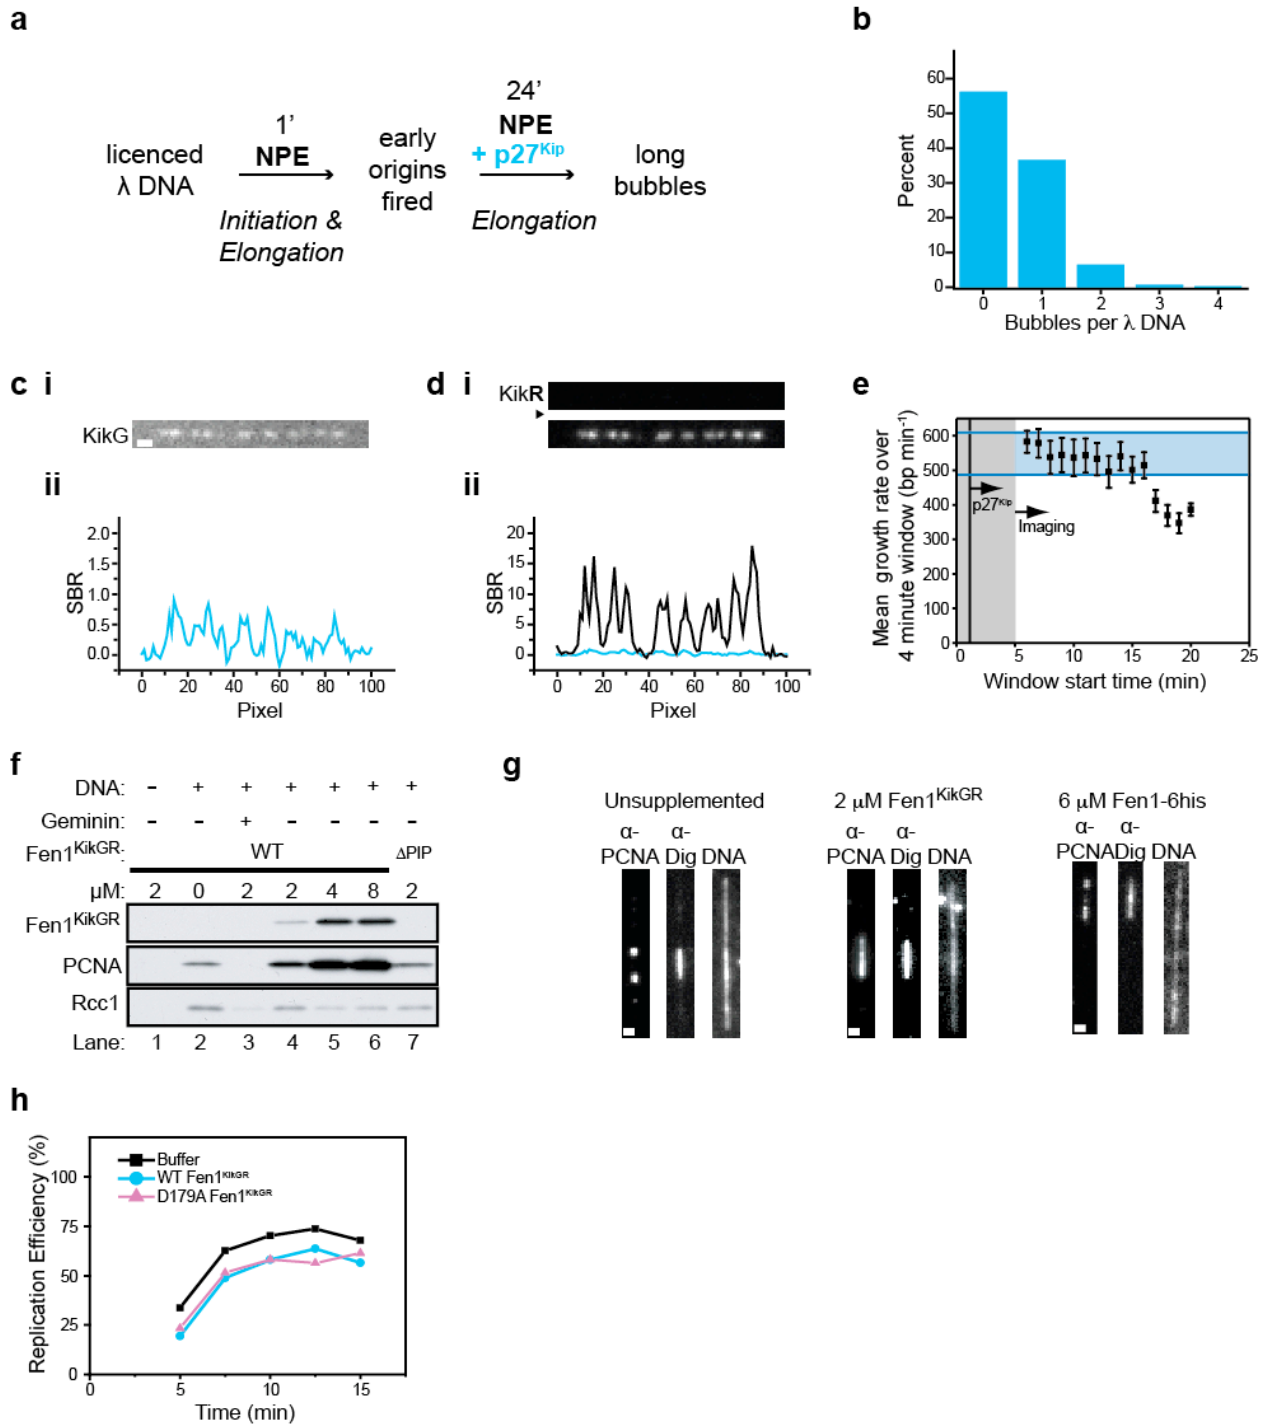 a
licenced
λ DNA
1’
NPE
Initiation &
Elongation
early
origins
fired
24’
NPE
+ p27Kip
Elongation
long
bubbles
b
Percent
60
50
40
30
20
10
0
0 1 2 3 4
Bubbles per λ DNA
c i
KikG
ii
SBR
2.0
1.5
1.0
0.5
0.0
0 20 40 60 80 100
Pixel
d i
KikR
ii
SBR
20
15
10
5
0
0 20 40 60 80 100
Pixel
e
Mean growth rate over
4 minute window (bp min-1)
600
500
400
300
200
100
0
p27Kip
Imaging
0 5 10 15 20 25
Window start time (min)
f
DNA: - + + + + + +
Geminin: - - + - - - -
Fen1KikGR: WT ΔPIP
µM: 2 0 2 2 4 8 2
Fen1KikGR
PCNA
Rcc1
Lane: 1 2 3 4 5 6 7
g
Unsupplemented
α- α-
PCNA Dig DNA
2 µM Fen1KikGR
α- α-
PCNA Dig DNA
6 µM Fen1-6his
α- α-
PCNADig DNA
h
Replication Efficiency (%)
100
75
50
25
0
Buffer
WT Fen1KikGR
D179A Fen1KikGR
0 5 10 15
Time (min)